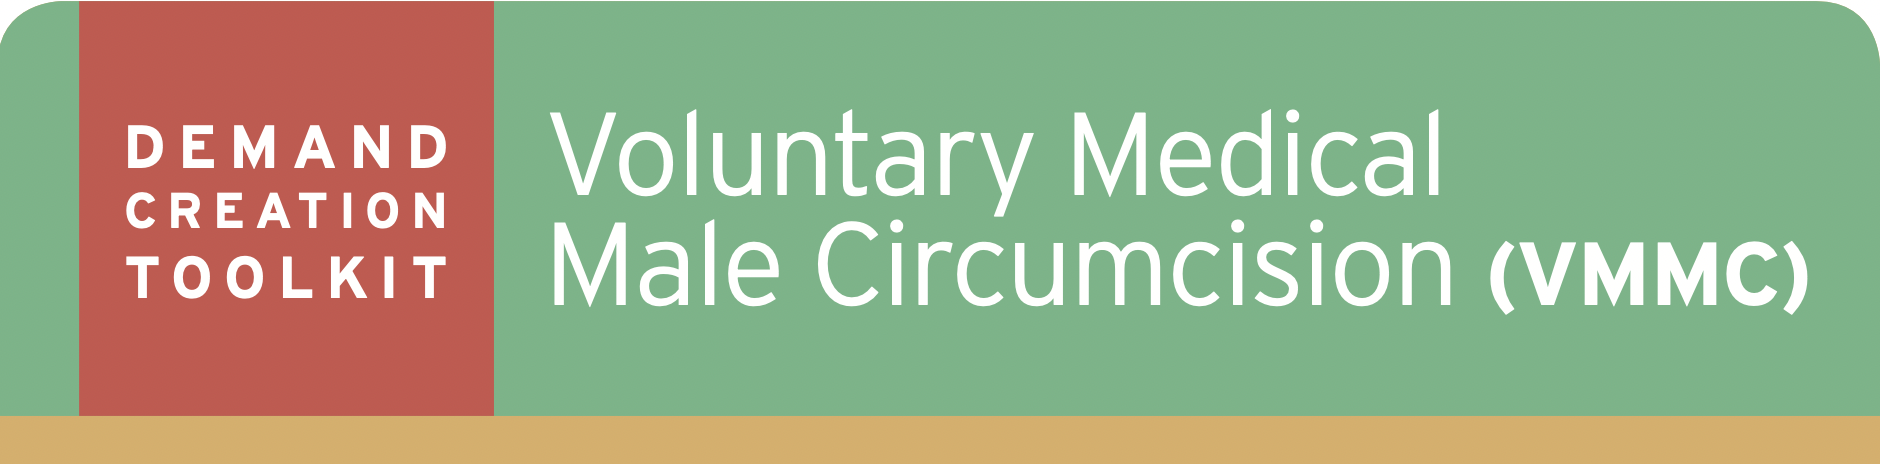 DEMAND
CREATION
TOOLKIT
Voluntary Medical
Male Circumcision (VMMC)